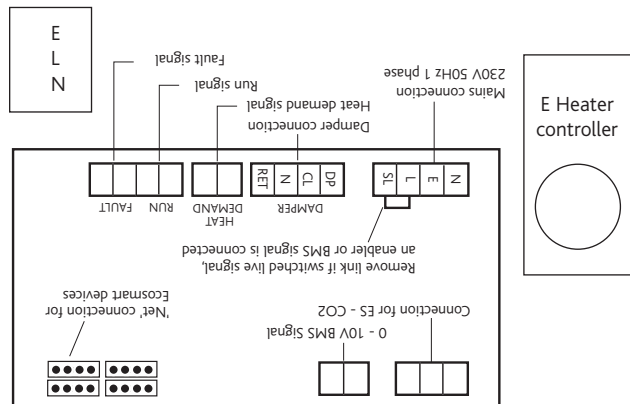 E
L
N
Fault signal
Run signal
Heat demand signal
Damper connection
Mains connection
230V 50Hz 1 phase
E Heater
controller
FAULT
RUN
HEAT
DEMAND
DAMPER
RET
N
CL
DP
SL
L
E
N
Remove link if switched live signal,
an enabler or BMS signal is connected
'Net' connection for
Ecosmart devices
0 - 10V BMS Signal
Connection for ES - CO2